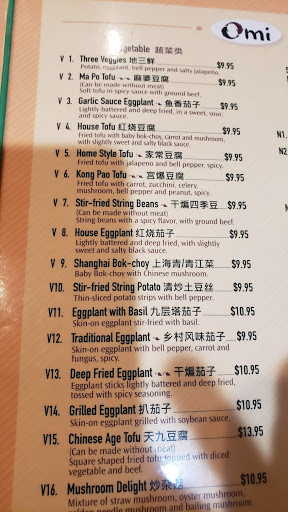 Omi
Vegetable 蔬菜类
V 1. Three Veggies 地三鲜 $9.95
Potato, eggplant, bell pepper and salty jalapeño.
V 2. Ma Po Tofu 麻婆豆腐 $9.95
(Can be made without meat)
Soft tofu in spicy sauce with ground beef.
V 3. Garlic Sauce Eggplant 鱼香茄子 $9.95
Lightly battered and deep fried, in a sweet, sour,
and spicy sauce.
V 4. House Tofu 红烧豆腐 $9.95
Fried tofu with baby bok-choy, carrot and mushroom,
with slightly sweet and salty black sauce.
V 5. Home Style Tofu 家常豆腐 $9.95
Fried tofu with jalapeno and bell pepper, spicy.
V 6. Kong Pao Tofu 宫爆豆腐 $9.95
Fried tofu with carrot, zucchini, celery,
mushroom, bell pepper and peanut, spicy.
V 7. Stir-fried String Beans 干煸四季豆 $9.95
(Can be made without meat)
String beans with a spicy flavor, with ground beef.
V 8. House Eggplant 红烧茄子 $9.95
Lightly battered and deep fried, with slightly
sweet and salty black sauce.
V 9. Shanghai Bok-choy 上海青/青江菜 $9.95
Baby Bok-choy with Chinese mushroom.
V10. Stir-fried String Potato 清炒土豆丝 $9.95
Thin-sliced potato strips with bell pepper.
V11. Eggplant with Basil 九层塔茄子 $9.95
Skin-on eggplant stir-fried with basil.
V12. Traditional Eggplant 乡村风味茄子 $9.95
Skin-on eggplant with bell pepper, carrot and
fungus, spicy.
V13. Deep Fried Eggplant 干煸茄子 $10.95
Eggplant sticks lightly battered and deep fried,
tossed with spicy seasoning.
V14. Grilled Eggplant 扒茄子 $10.95
Skin-on eggplant grilled with soybean sauce.
V15. Chinese Age Tofu 天九豆腐 $13.95
(Can be made without meat)
Square shaped fried tofu topped with diced
vegetable and beef.
V16. Mushroom Delight 炒杂菇 $10.95
Mixture of straw mushroom, oyster mushroom,
golden needle mushroom and bailing mushroom.